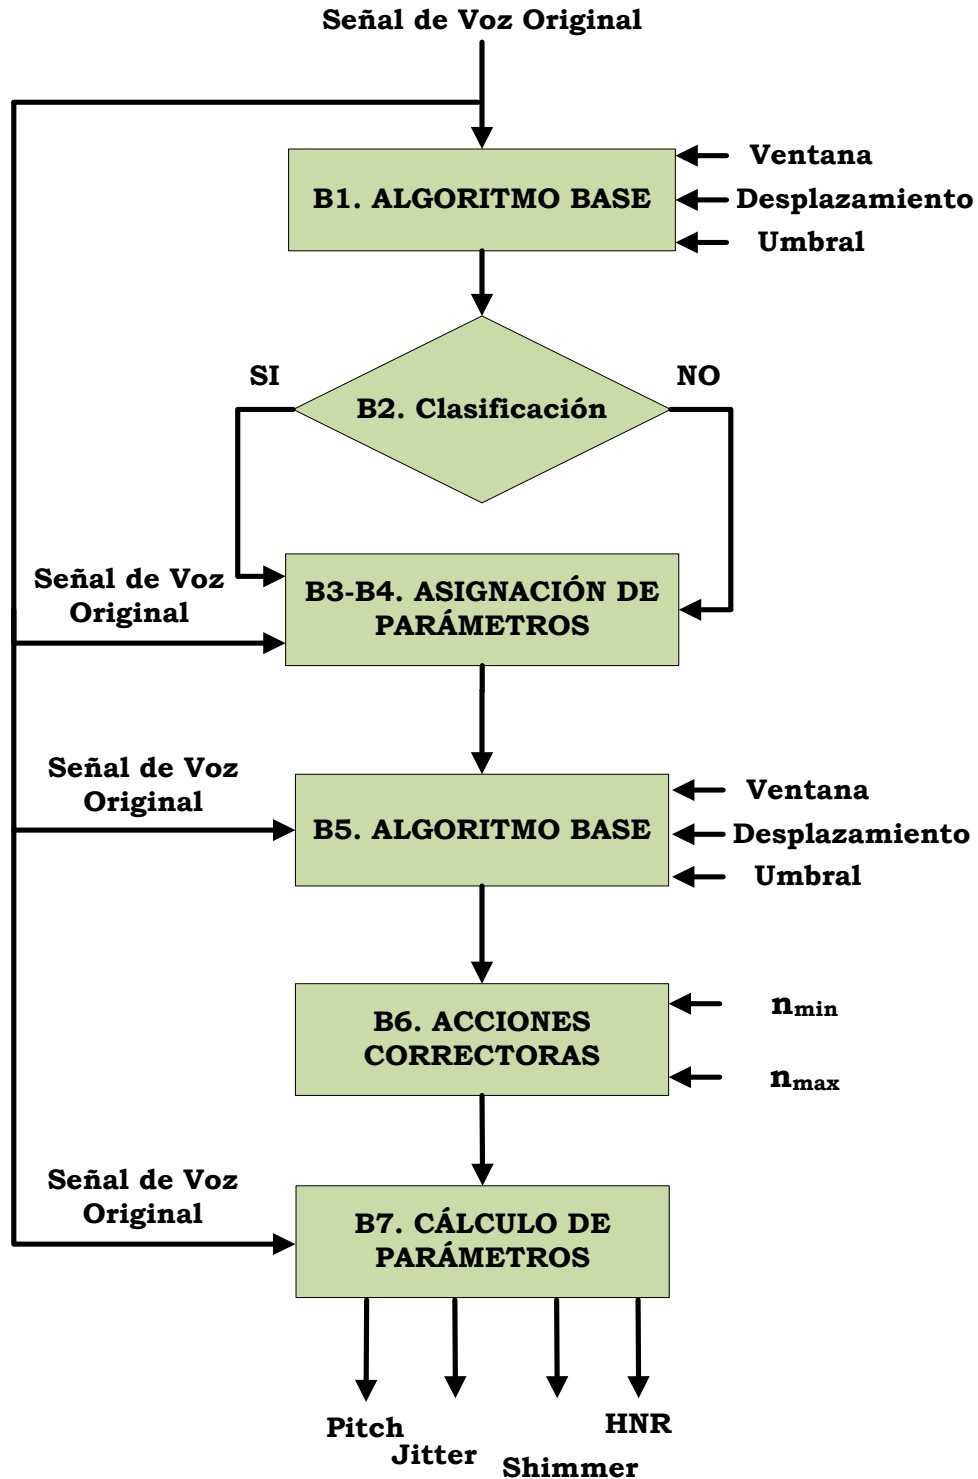 Señal de Voz Original
B1. ALGORITMO BASE
Ventana
Desplazamiento
Umbral
SI
NO
B2. Clasificación
Señal de Voz
Original
B3-B4. ASIGNACIÓN DE
PARÁMETROS
Señal de Voz
Original
B5. ALGORITMO BASE
Ventana
Desplazamiento
Umbral
B6. ACCIONES
CORRECTORAS
nmin
nmax
Señal de Voz
Original
B7. CÁLCULO DE
PARÁMETROS
Pitch
Jitter
Shimmer
HNR